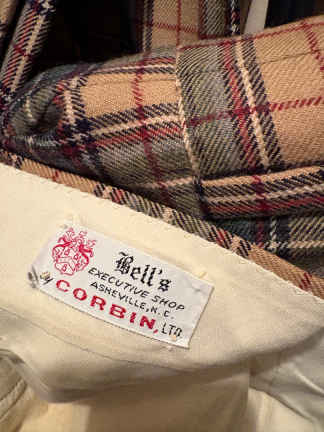 Bell's
EXECUTIVE SHOP
ASHEVILLE, N.C.
by
CORBIN, LTD